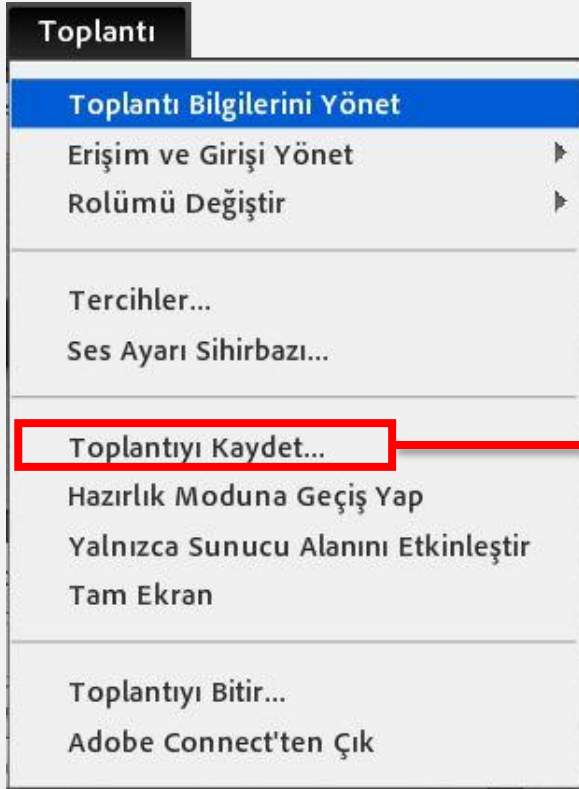 Toplantı
Toplantı Bilgilerini Yönet
Erişim ve Girişi Yönet
Rolümü Değiştir
Tercihler...
Ses Ayarı Sihirbazı...
Toplantıyı Kaydet...
Hazırlık Moduna Geçiş Yap
Yalnızca Sunucu Alanını Etkinleştir
Tam Ekran
Toplantıyı Bitir...
Adobe Connect'ten Çık